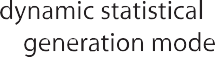 dynamic statistical
generation mode